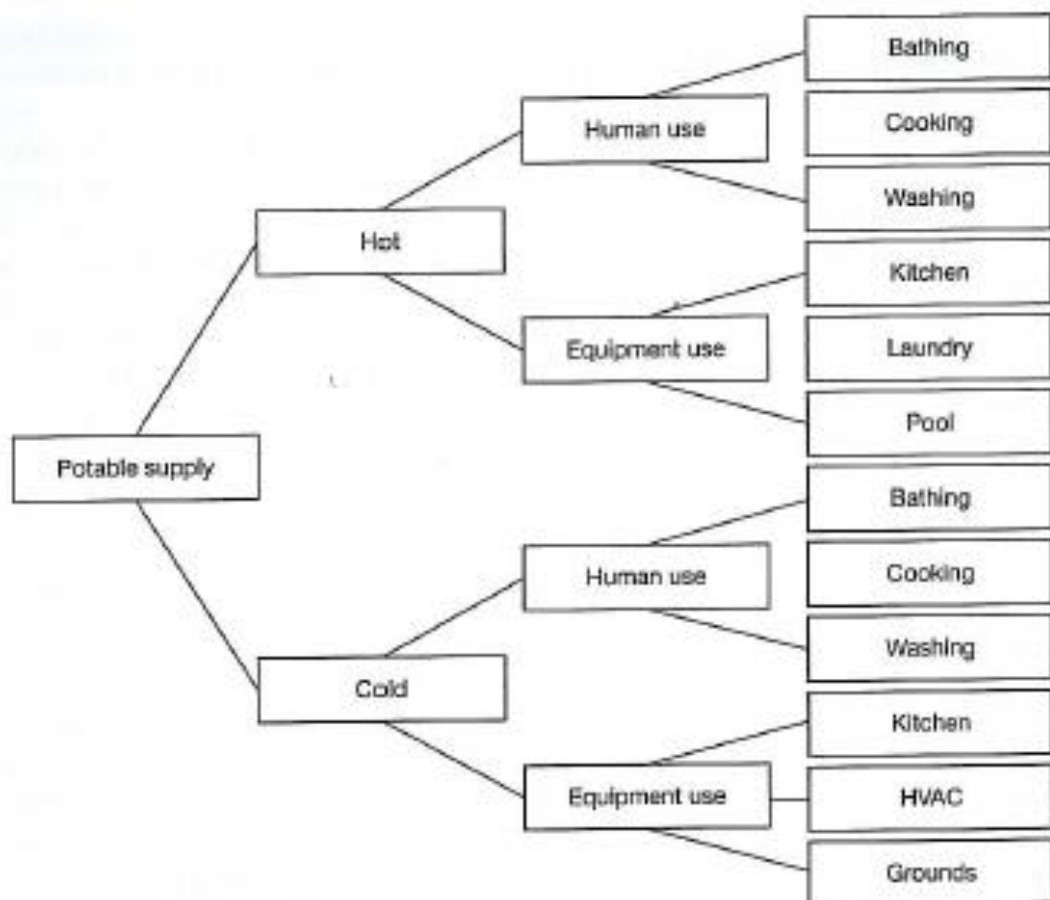 Bathing
Human use
Cooking
Washing
Hot
Kitchen
Equipment use
Laundry
Pool
Potable supply
Bathing
Human use
Cooking
Washing
Cold
Kitchen
Equipment use
HVAC
Grounds